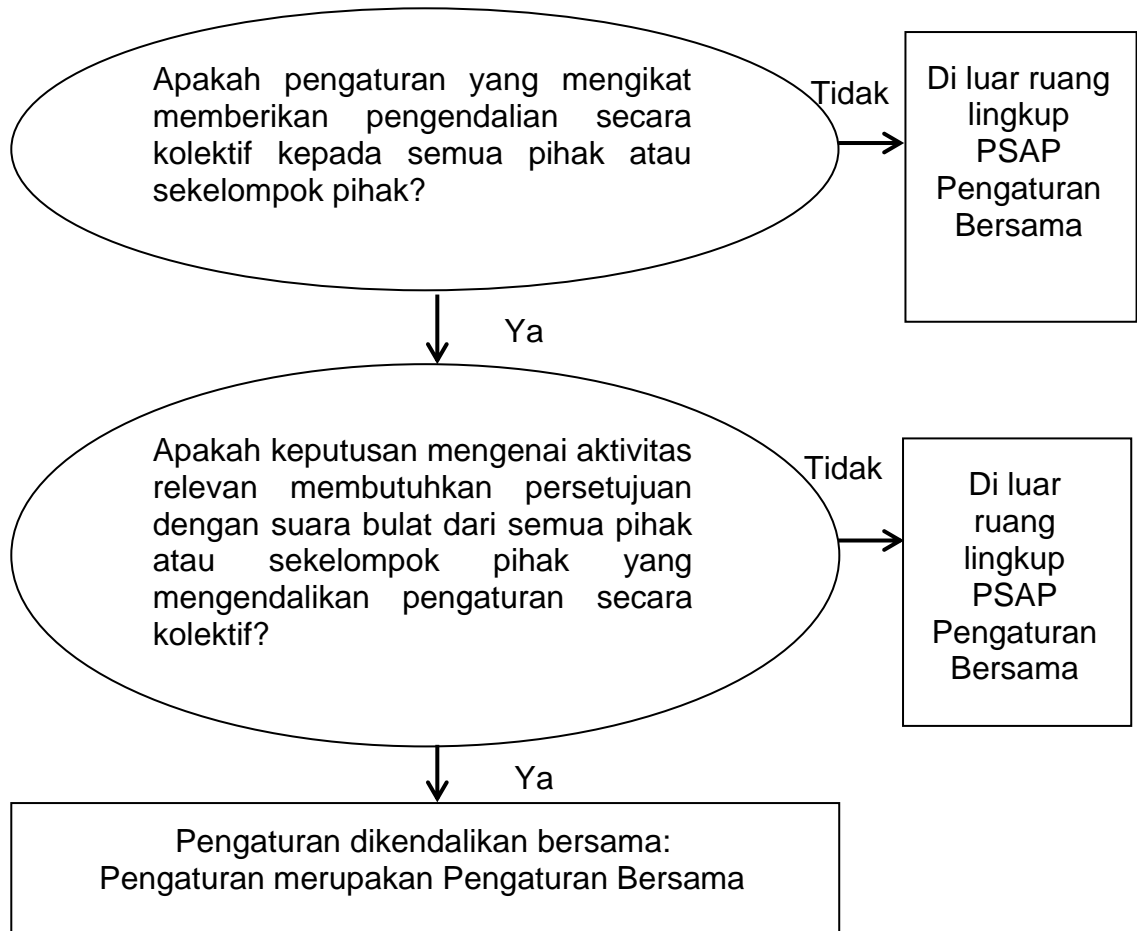 Apakah pengaturan yang mengikat
memberikan pengendalian secara
kolektif kepada semua pihak atau
sekelompok pihak?
Tidak
Di luar ruang
lingkup
PSAP
Pengaturan
Bersama
Ya
Apakah keputusan mengenai aktivitas
relevan membutuhkan persetujuan
dengan suara bulat dari semua pihak
atau sekelompok pihak yang
mengendalikan pengaturan secara
kolektif?
Tidak
Di luar
ruang
lingkup
PSAP
Pengaturan
Bersama
Ya
Pengaturan dikendalikan bersama:
Pengaturan merupakan Pengaturan Bersama